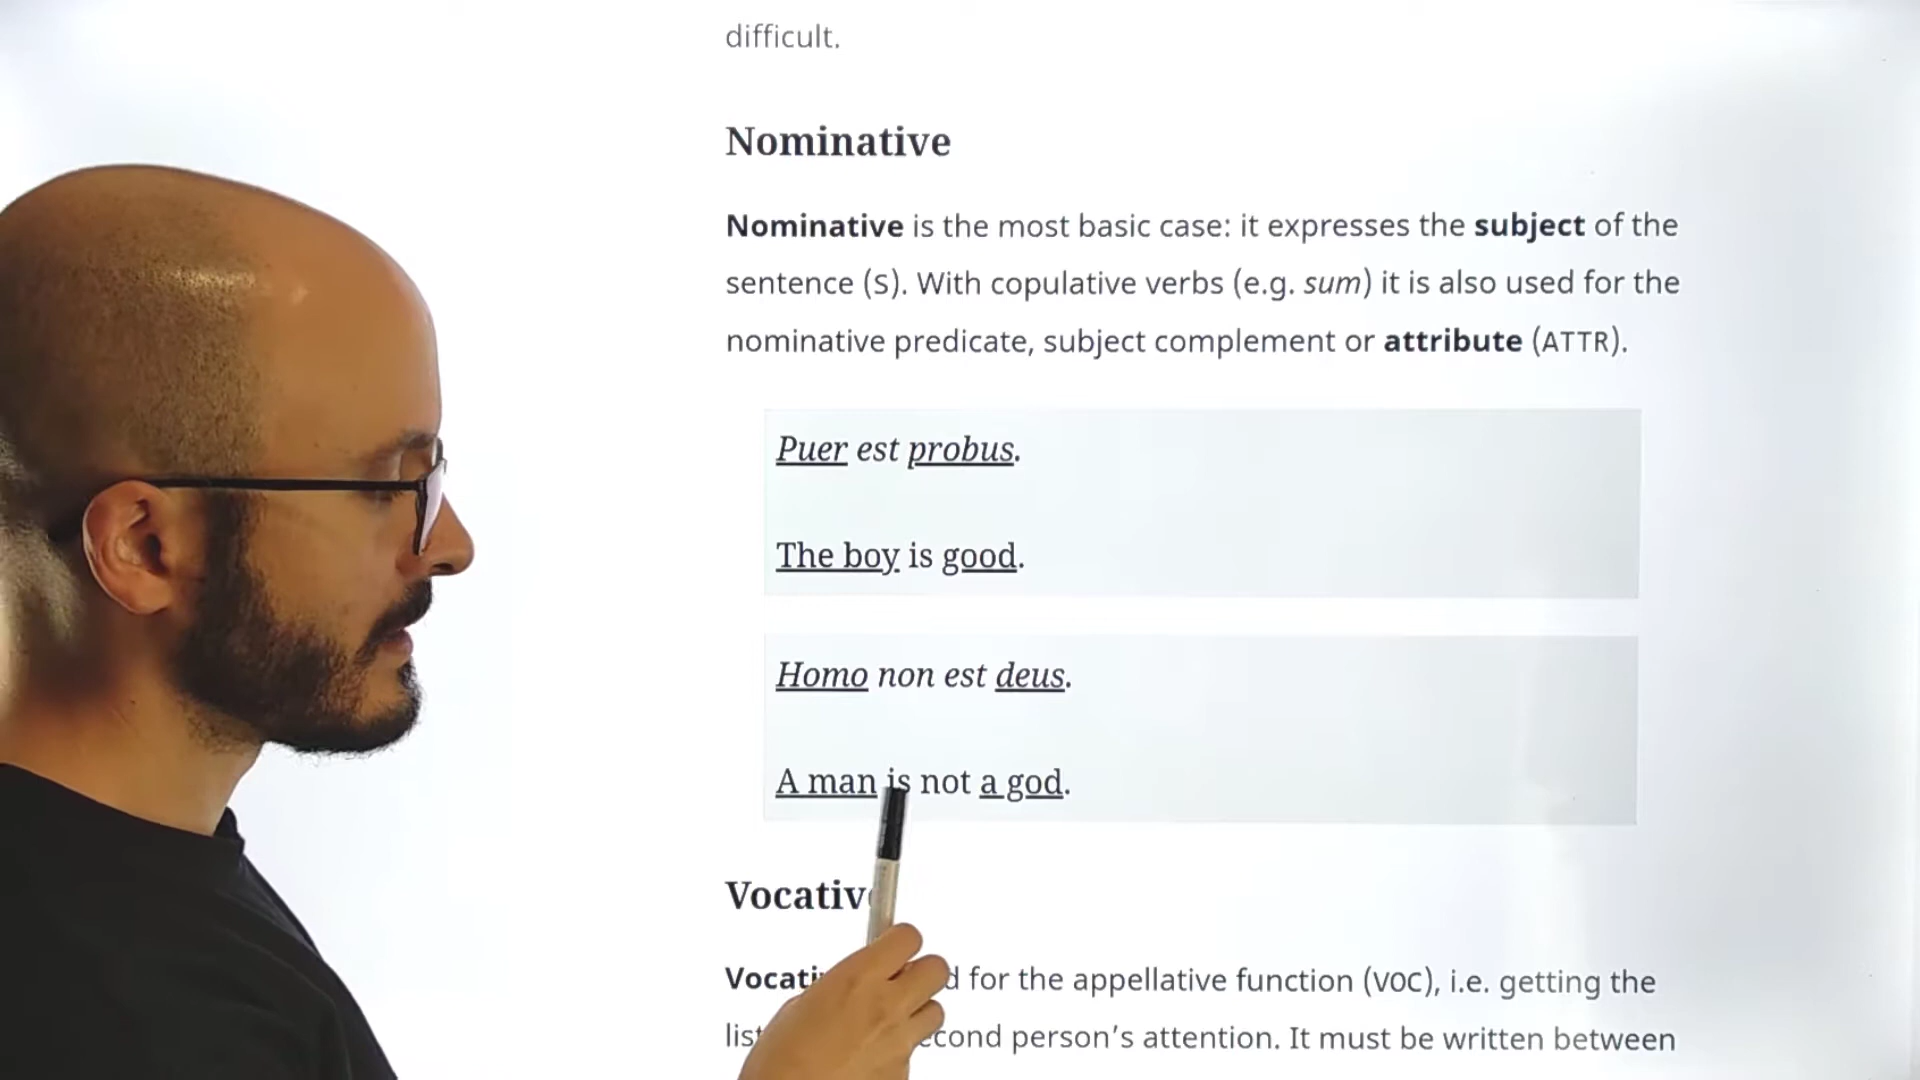 difficult.
Nominative
Nominative is the most basic case: it expresses the subject of the
sentence (S). With copulative verbs (e.g. sum) it is also used for the
nominative predicate, subject complement or attribute (ATTR).
Puer est probus.
The boy is good.
Homo non est deus.
A man is not a god.
Vocativ
Vocati d for the appellative function (VOC), i.e. getting the
list cond person's attention. It must be written between